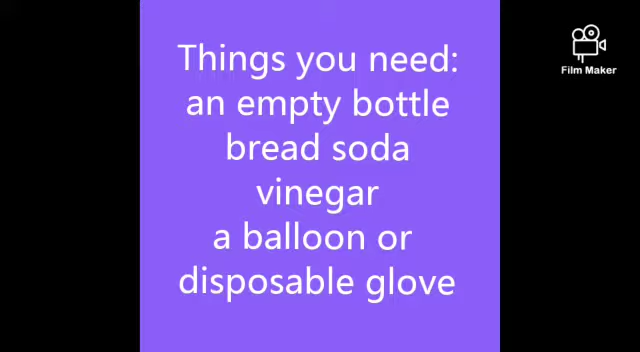 Things you need:
an empty bottle
bread soda
vinegar
a balloon or
disposable glove
Film Maker